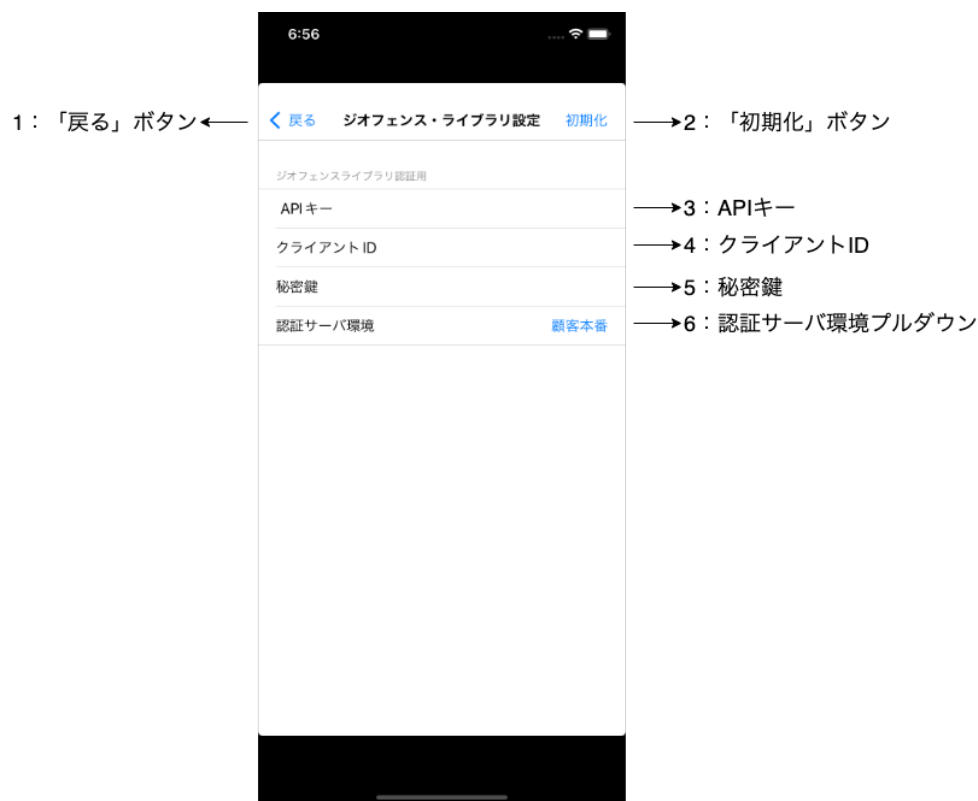 6:56
1：「戻る」ボタン
戻る
ジオフェンス・ライブラリ設定
初期化
2：「初期化」ボタン
ジオフェンスライブラリ認証用
APIキー
3：APIキー
クライアントID
4：クライアントID
秘密鍵
5：秘密鍵
認証サーバ環境
顧客本番
6：認証サーバ環境プルダウン